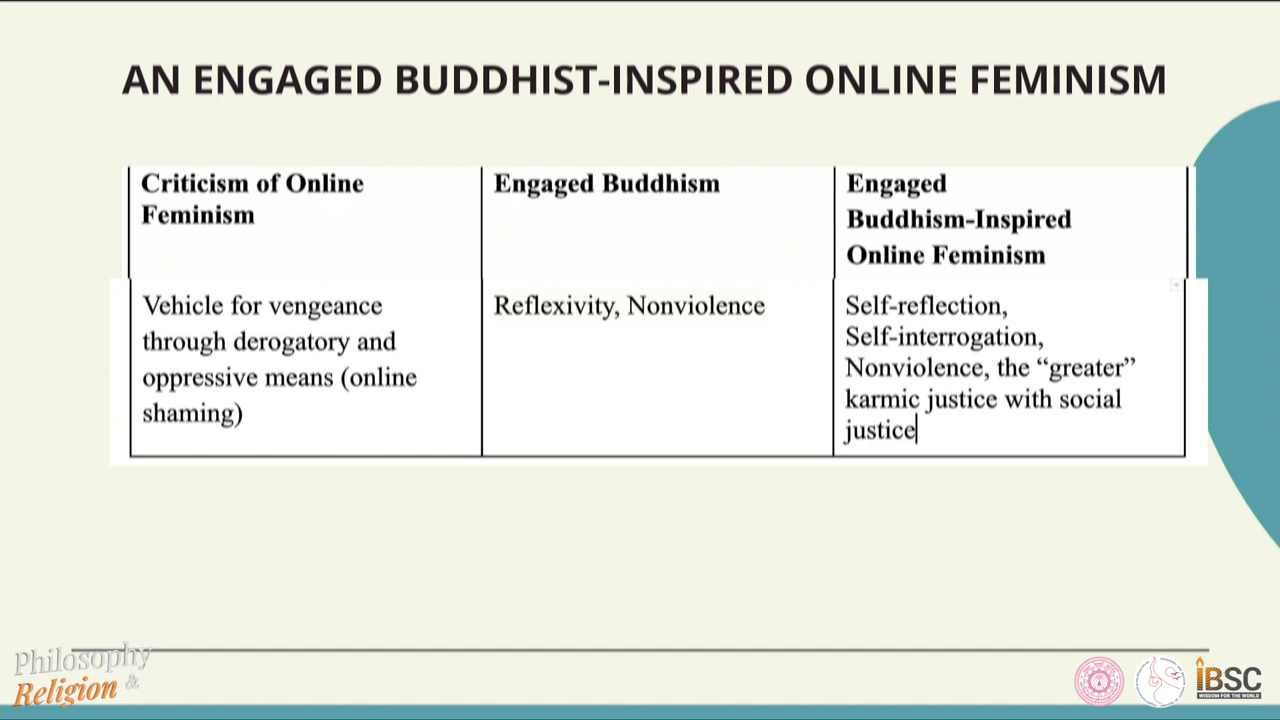 AN ENGAGED BUDDHIST-INSPIRED ONLINE FEMINISM
Criticism of Online
Feminism
Engaged Buddhism
Engaged
Buddhism-Inspired
Online Feminism
Vehicle for vengeance
through derogatory and
oppressive means (online
shaming)
Reflexivity, Nonviolence
Self-reflection,
Self-interrogation,
Nonviolence, the “greater”
karmic justice with social
justice
Philosophy
&
Religion
iBSC
WISDOM FOR THE WORLD